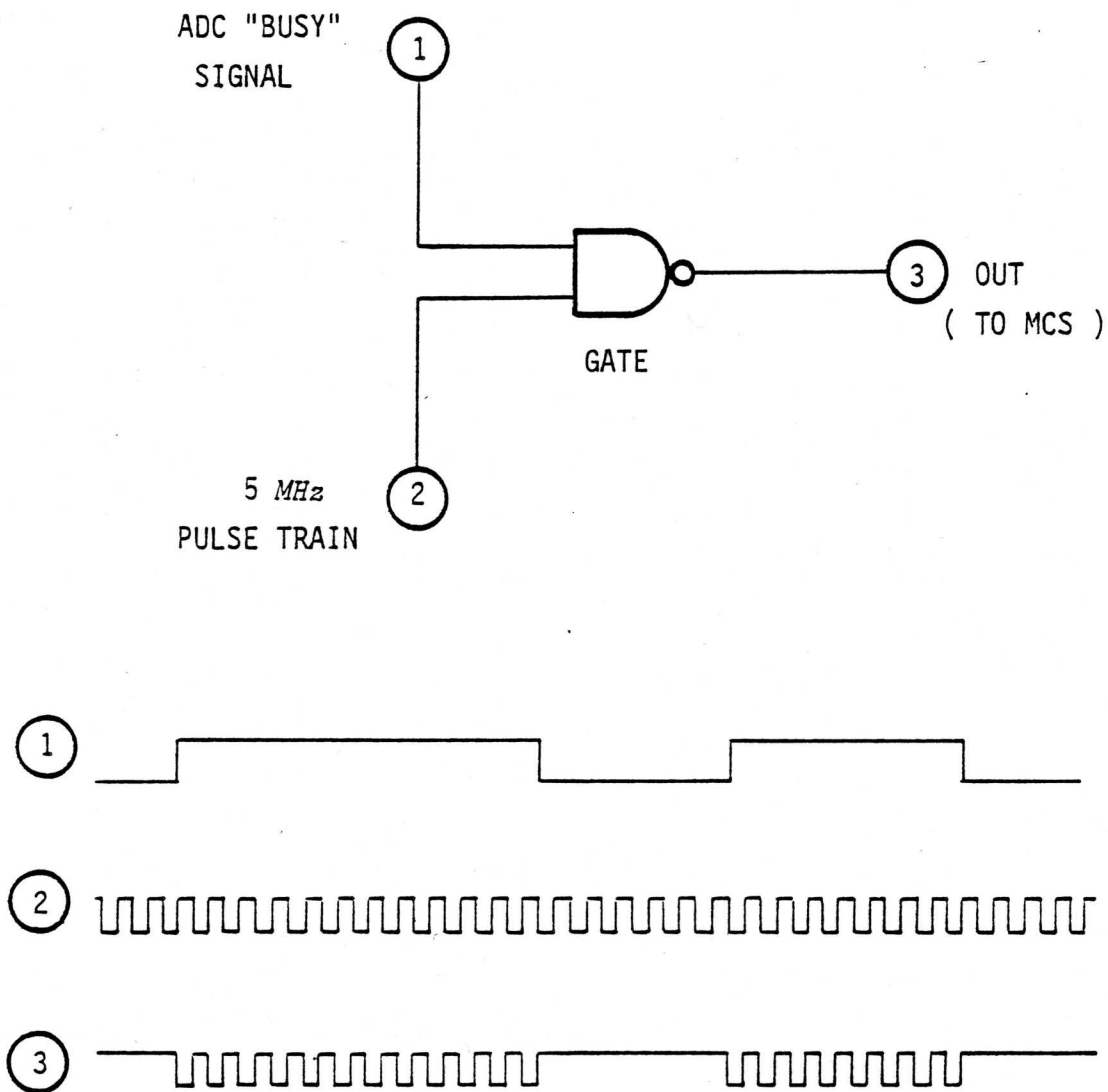 ADC "BUSY"
SIGNAL
1
3
OUT
( TO MCS )
GATE
5 MHz
PULSE TRAIN
2
1
2
3